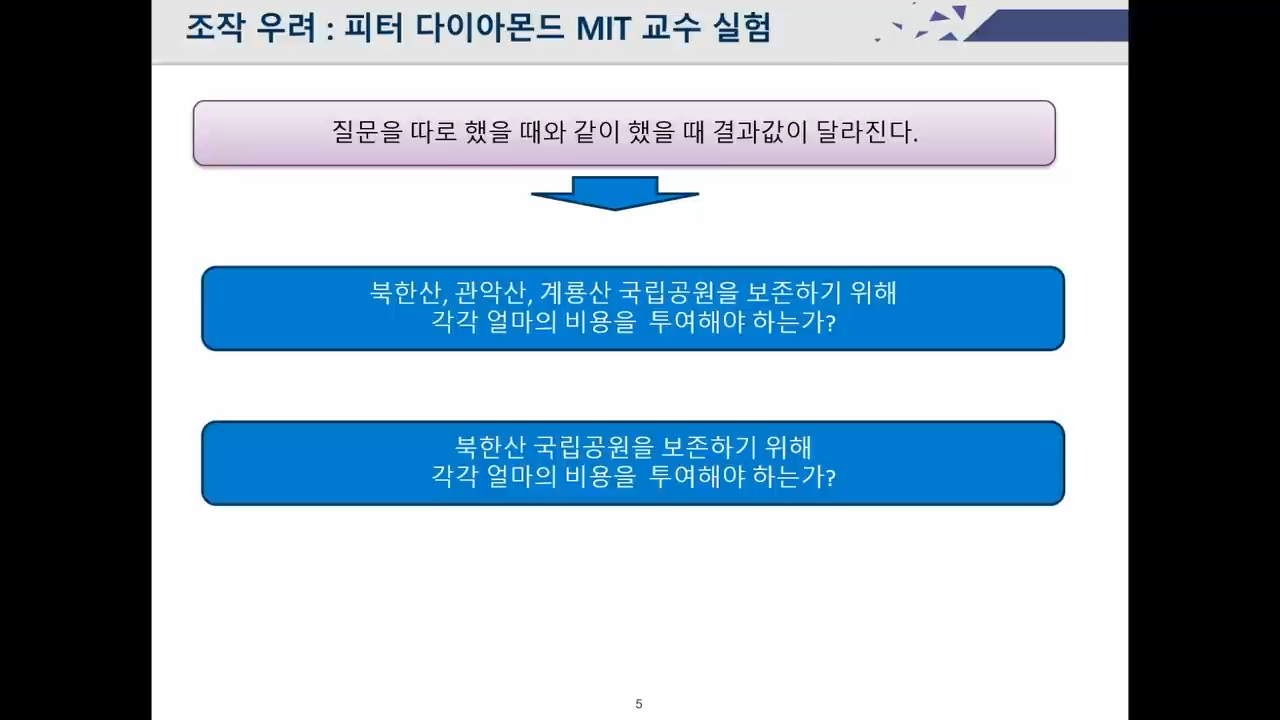 조작 우려 : 피터 다이아몬드 MIT 교수 실험
질문을 따로 했을 때와 같이 했을 때 결과값이 달라진다.
북한산, 관악산, 계룡산 국립공원을 보존하기 위해
각각 얼마의 비용을 투여해야 하는가?
북한산 국립공원을 보존하기 위해
각각 얼마의 비용을 투여해야 하는가?
5